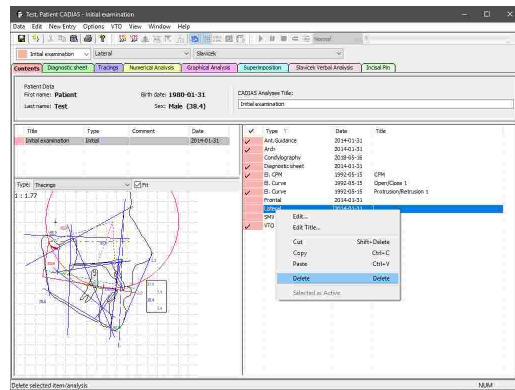 Test, Patient CADIAS - Initial examination
Data Edit New Entry Options VTO View Window Help
Normal
Initial examination Lateral Slavicek
Contents Diagnostic sheet Tracings Numerical Analysis Graphical Analysis Superimposition Slavicek Verbal Analysis Incisal Pin
Patient Data
First name: Patient Birth date: 1980-01-31
Last name: Test Sex: Male (38.4)
CADIAS Analyses Title:
Initial examination
Title Type Comment Date
Initial examination Initial 2014-01-31
Type: Tracings Fit
1 : 1.77
Type Date Title
Ant.Guidance 2014-01-31
Arch 2014-01-31
Condylography 2018-05-16
Diagnostic sheet 2014-01-31
El. CPM 1992-05-15 CPM
El. Curve 1992-05-15 Open/Close 1
El. Curve 1992-05-15 Protrusion/Retrusion 1
Frontal 2014-01-31
Lateral 2014-01-31
SMV
VTO
Edit...
Edit Title...
Cut Shift+Delete
Copy Ctrl+C
Paste Ctrl+V
Delete Delete
Selected as Active
Delete selected item/analysis NUM